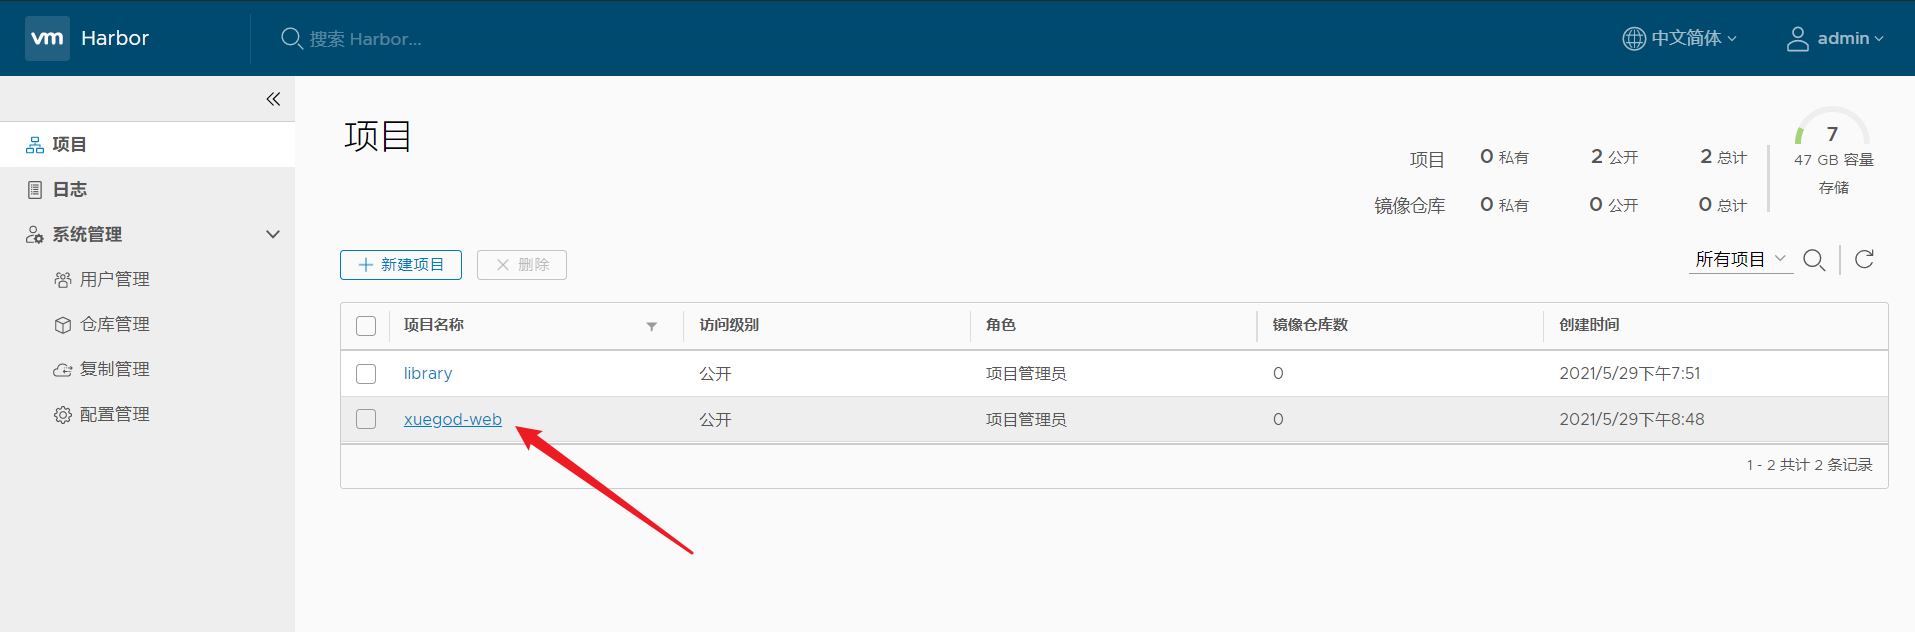 vm Harbor 搜索 Harbor... 中文简体 admin
项目
日志
系统管理
用户管理
仓库管理
复制管理
配置管理
项目
项目 0 私有 2 公开 2 总计
镜像仓库 0 私有 0 公开 0 总计
7
47 GB 容量
存储
新建项目 删除 所有项目
项目名称 访问级别 角色 镜像仓库数 创建时间
library 公开 项目管理员 0 2021/5/29下午7:51
xuegod-web 公开 项目管理员 0 2021/5/29下午8:48
1 - 2 共计 2 条记录